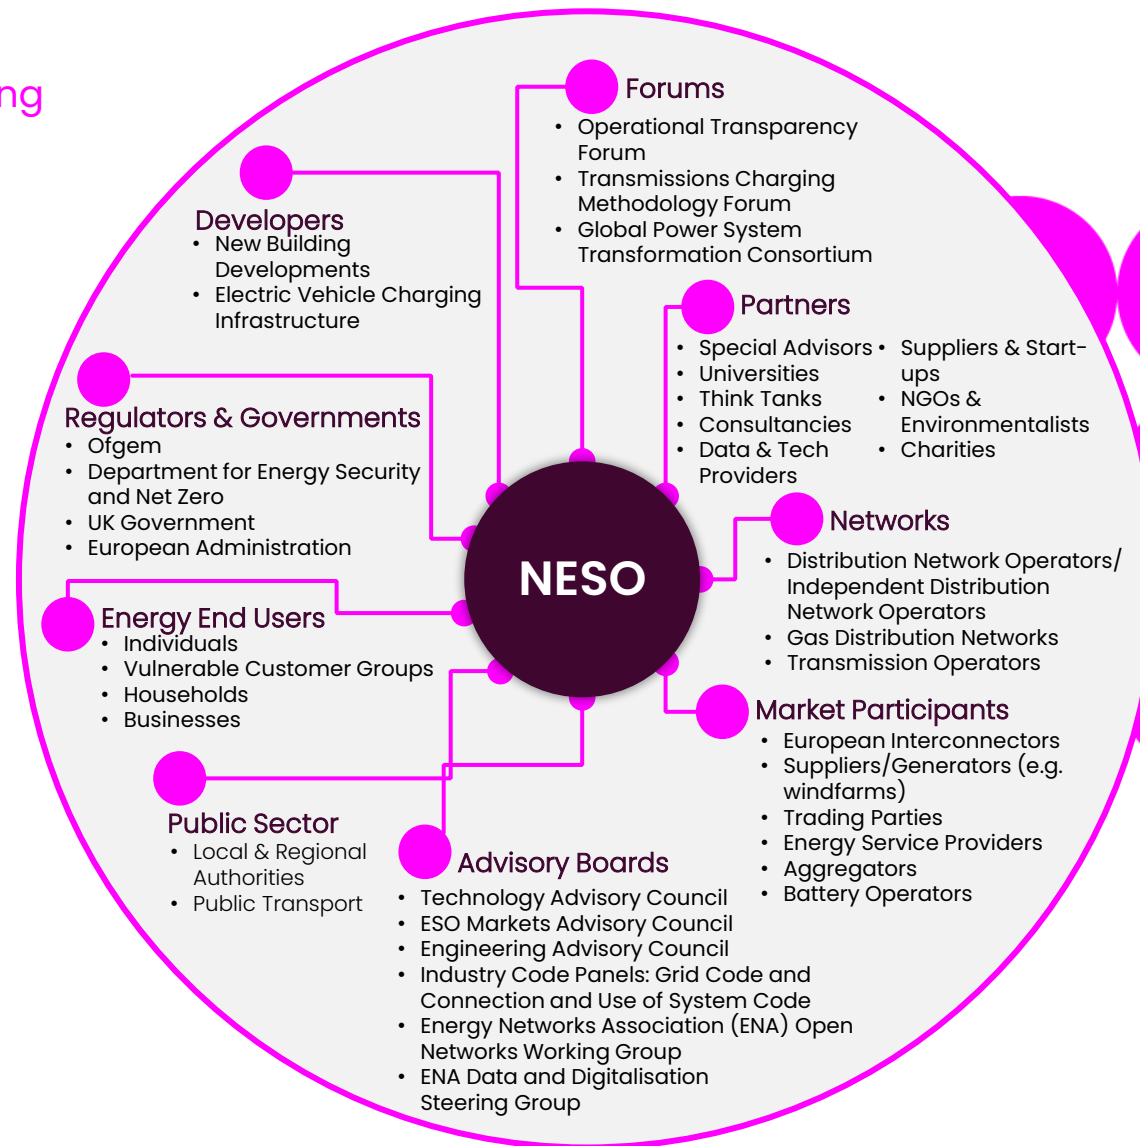 ng
Forums
• Operational Transparency
Forum
• Transmissions Charging
Methodology Forum
• Global Power System
Transformation Consortium
Developers
• New Building
Developments
• Electric Vehicle Charging
Infrastructure
Partners
• Special Advisors
• Universities
• Think Tanks
• Consultancies
• Data & Tech
Providers
• Suppliers & Start-
ups
• NGOs &
Environmentalists
• Charities
Regulators & Governments
• Ofgem
• Department for Energy Security
and Net Zero
• UK Government
• European Administration
Networks
• Distribution Network Operators/
Independent Distribution
Network Operators
• Gas Distribution Networks
• Transmission Operators
NESO
Energy End Users
• Individuals
• Vulnerable Customer Groups
• Households
• Businesses
Market Participants
• European Interconnectors
• Suppliers/Generators (e.g.
windfarms)
• Trading Parties
• Energy Service Providers
• Aggregators
• Battery Operators
Public Sector
• Local & Regional
Authorities
• Public Transport
Advisory Boards
• Technology Advisory Council
• ESO Markets Advisory Council
• Engineering Advisory Council
• Industry Code Panels: Grid Code and
Connection and Use of System Code
• Energy Networks Association (ENA) Open
Networks Working Group
• ENA Data and Digitalisation
Steering Group